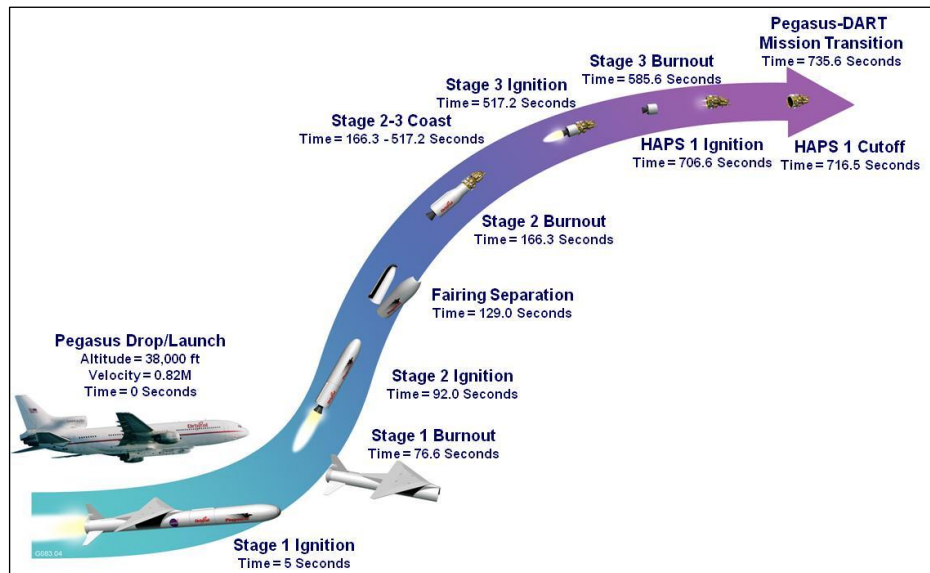 Pegasus-DART
Mission Transition
Time = 735.6 Seconds
Stage 3 Burnout
Time = 585.6 Seconds
Stage 3 Ignition
Time = 517.2 Seconds
Stage 2-3 Coast
Time = 166.3 - 517.2 Seconds
HAPS 1 Ignition
Time = 706.6 Seconds
HAPS 1 Cutoff
Time = 716.5 Seconds
Stage 2 Burnout
Time = 166.3 Seconds
Fairing Separation
Time = 129.0 Seconds
Pegasus Drop/Launch
Altitude = 38,000 ft
Velocity = 0.82M
Time = 0 Seconds
Stage 2 Ignition
Time = 92.0 Seconds
Orbital
Stage 1 Burnout
Time = 76.6 Seconds
Stage 1 Ignition
Time = 5 Seconds
G083.04